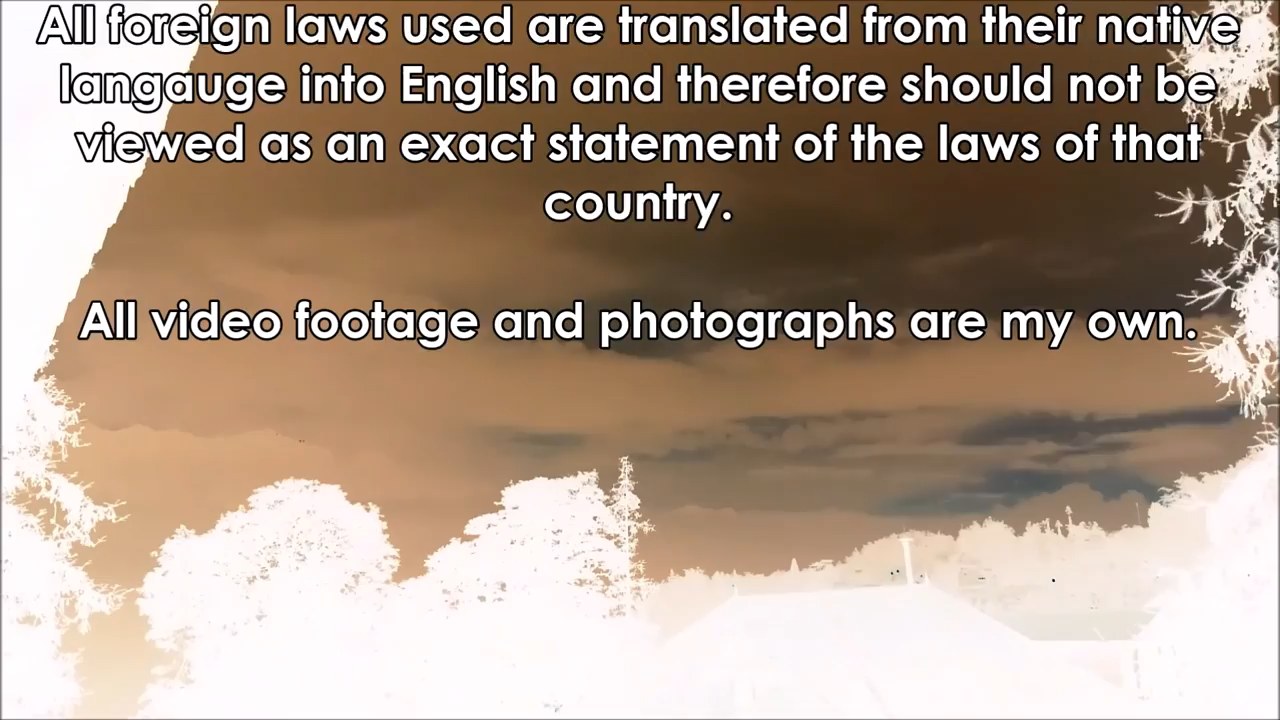 All foreign laws used are translated from their native
langauge into English and therefore should not be
viewed as an exact statement of the laws of that
country.
All video footage and photographs are my own.